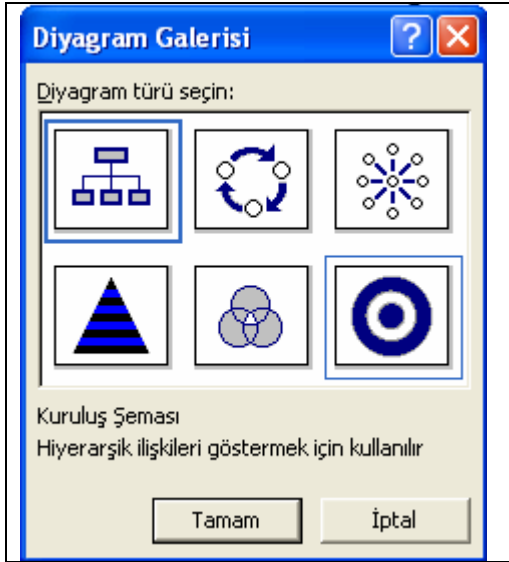 Diyagram Galerisi
Diyagram türü seçin:
Kuruluş Şeması
Hiyerarşik ilişkileri göstermek için kullanılır
Tamam
İptal